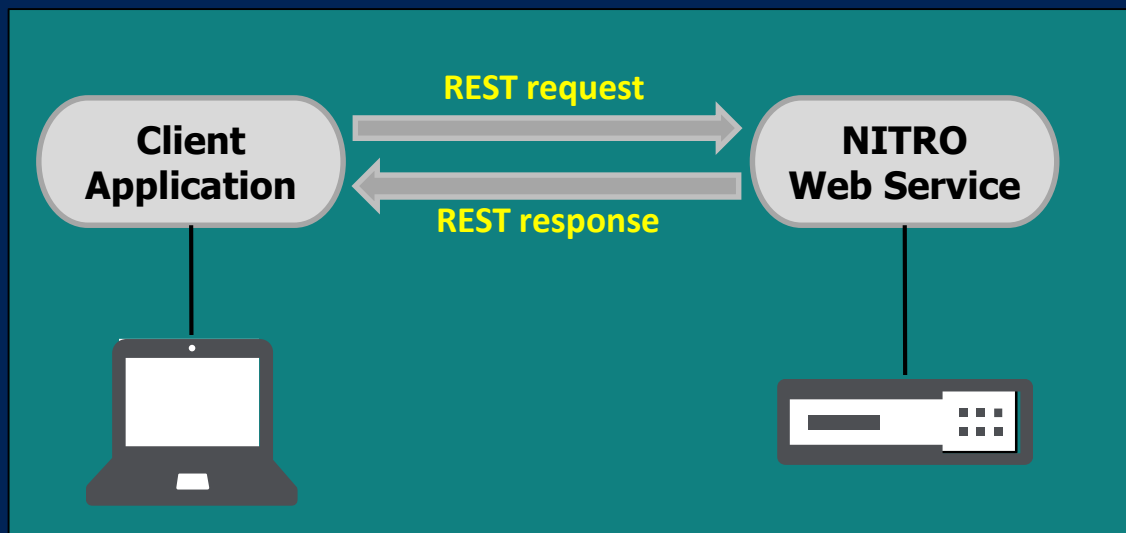 REST request
Client
Application
NITRO
Web Service
REST response